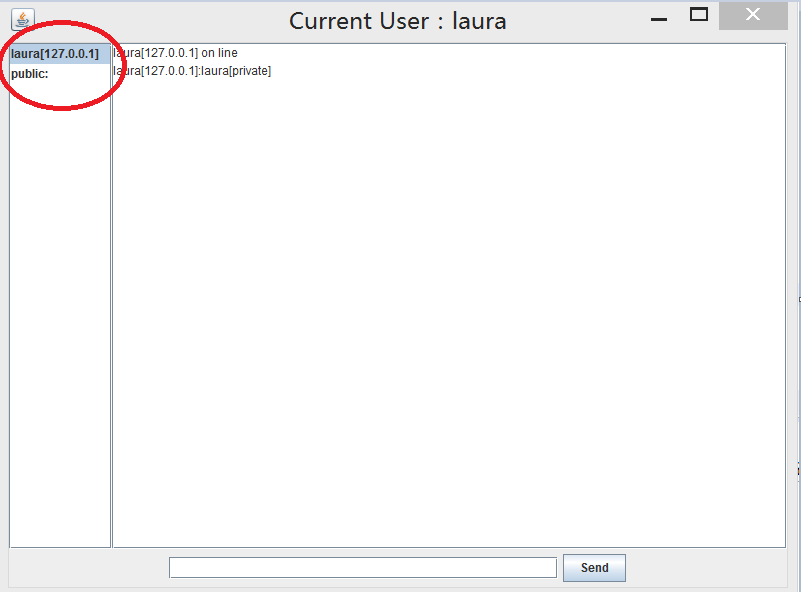 Current User : laura
laura[127.0.0.1]
public:
laura[127.0.0.1] on line
laura[127.0.0.1]:laura[private]
Send